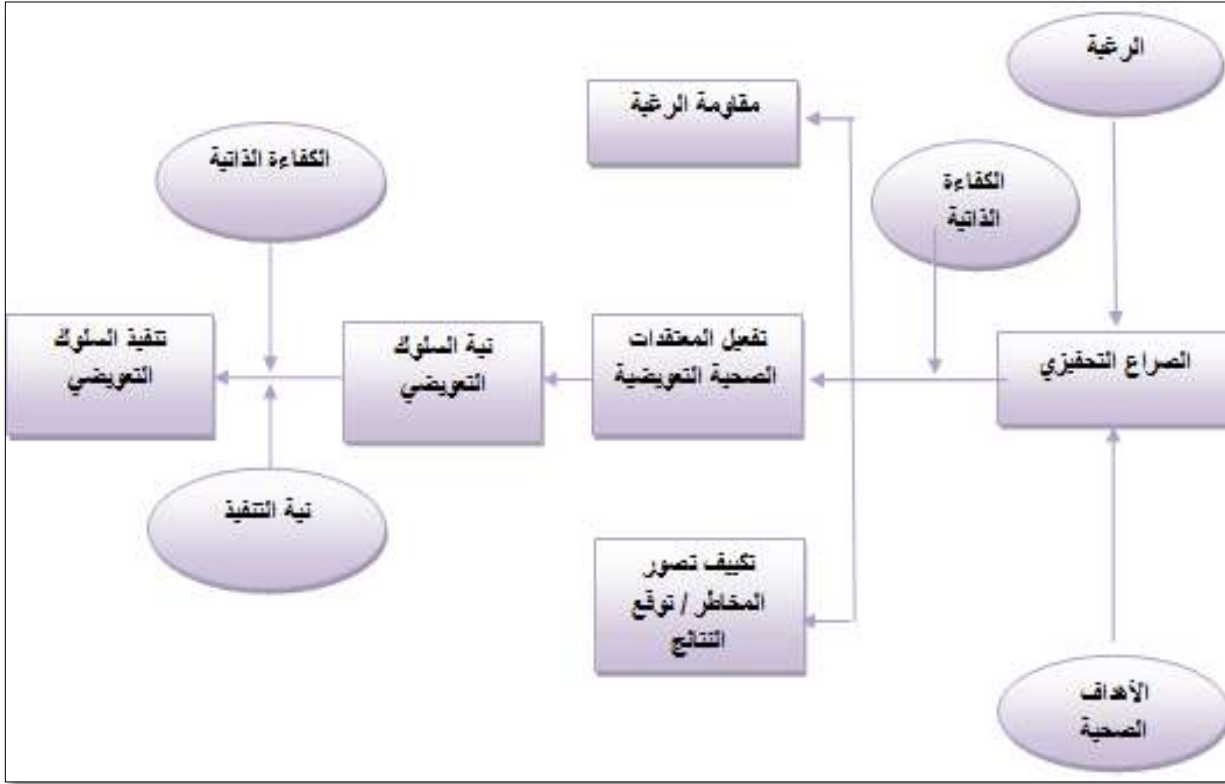 الرغبة
مقاومة الرغبة
الكفاءة الذاتية
الكفاءة
الذاتية
الصراع التحفيزي
تفعيل المعتقدات
الصحية التعويضية
نية السلوك
التعويضي
تنفيذ السلوك
التعويضي
نية التنفيذ
تكييف تصور
المخاطر / توقع
النتائج
الأهداف
الصحية